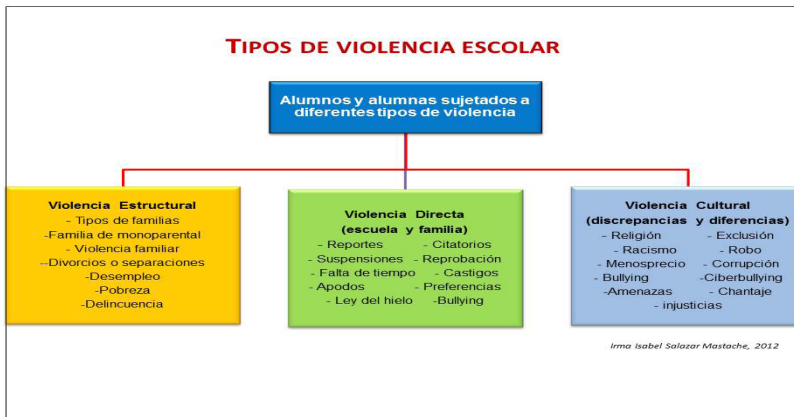 TIPOS DE VIOLENCIA ESCOLAR
Alumnos y alumnas sujetados a
diferentes tipos de violencia
Violencia Estructural
- Tipos de familias
-Familia de monoparental
- Violencia familiar
--Divorcios o separaciones
-Desempleo
-Pobreza
-Delincuencia
Violencia Directa
(escuela y familia)
- Reportes - Citatorios
- Suspensiones - Reprobación
- Falta de tiempo - Castigos
- Apodos - Preferencias
- Ley del hielo -Bullying
Violencia Cultural
(discrepancias y diferencias)
- Religión - Exclusión
- Racismo - Robo
- Menosprecio - Corrupción
- Bullying -Ciberbullying
-Amenazas - Chantaje
- injusticias
Irma Isabel Salazar Mastache, 2012